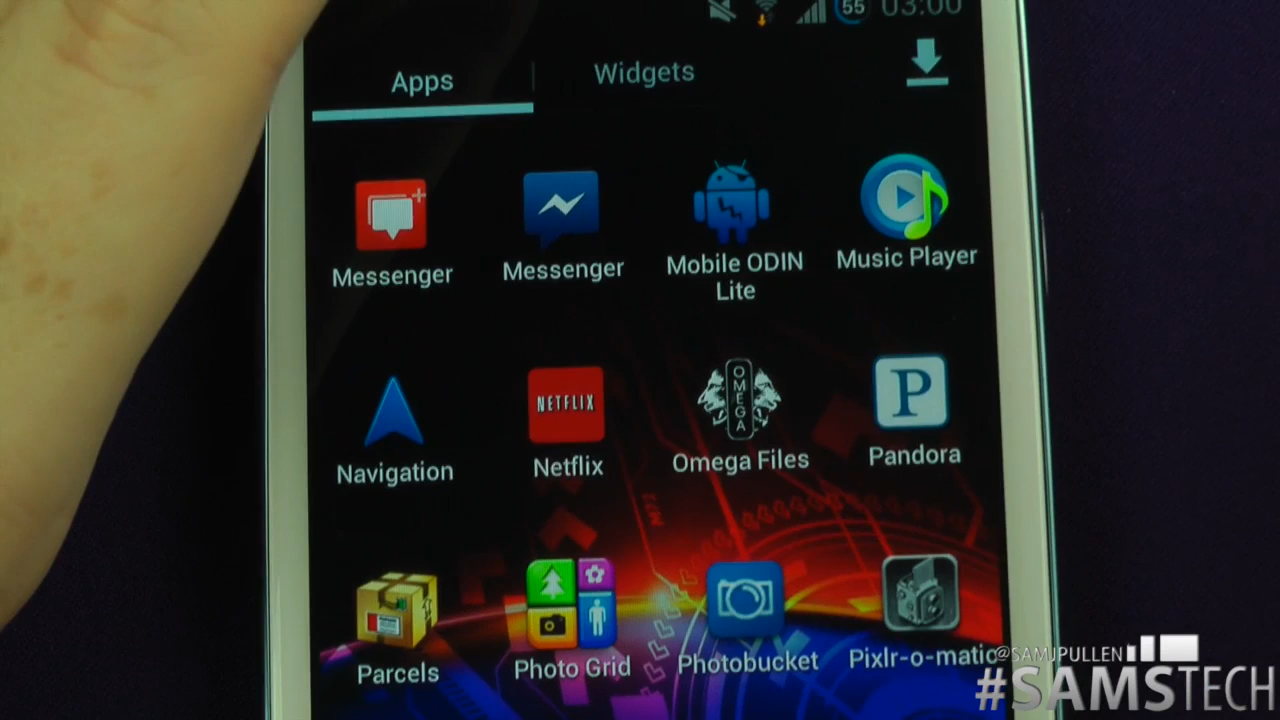 55 03:00
Apps Widgets
Messenger Messenger Mobile ODIN Lite Music Player
NETFLIX OMEGA P
Navigation Netflix Omega Files Pandora
Parcels Photo Grid Photobucket Pixlr-o-matic
@SAMJPULLEN
#SAMSTECH